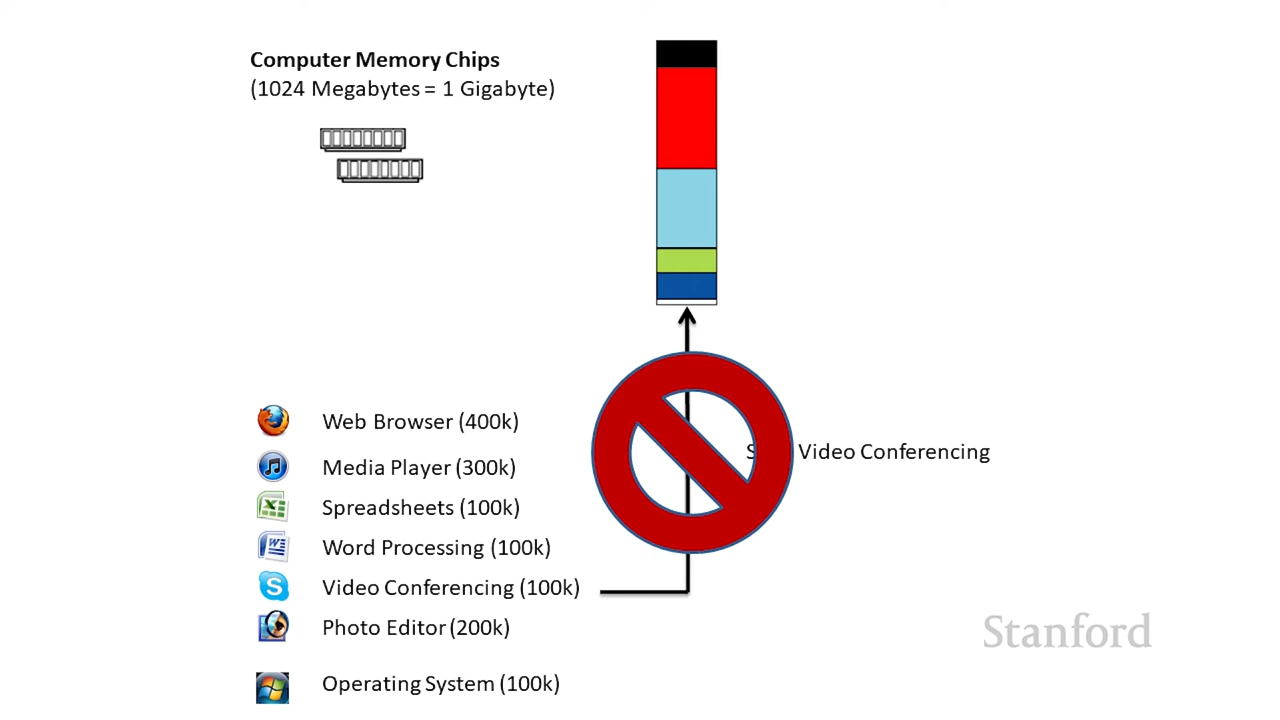 Computer Memory Chips
(1024 Megabytes = 1 Gigabyte)
Web Browser (400k)
Video Conferencing
Media Player (300k)
Spreadsheets (100k)
Word Processing (100k)
Video Conferencing (100k)
Photo Editor (200k)
Stanford
Operating System (100k)